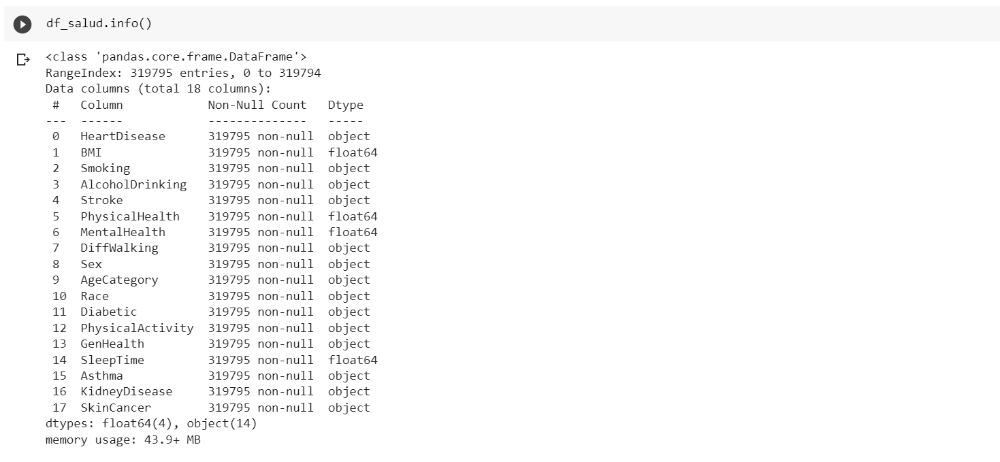 df_salud.info()
<class 'pandas.core.frame.DataFrame'>
RangeIndex: 319795 entries, 0 to 319794
Data columns (total 18 columns):
 #   Column            Non-Null Count   Dtype
---  ------            --------------   -----
 0   HeartDisease      319795 non-null  object
 1   BMI               319795 non-null  float64
 2   Smoking           319795 non-null  object
 3   AlcoholDrinking   319795 non-null  object
 4   Stroke            319795 non-null  object
 5   PhysicalHealth    319795 non-null  float64
 6   MentalHealth      319795 non-null  float64
 7   DiffWalking       319795 non-null  object
 8   Sex               319795 non-null  object
 9   AgeCategory       319795 non-null  object
 10  Race              319795 non-null  object
 11  Diabetic          319795 non-null  object
 12  PhysicalActivity  319795 non-null  object
 13  GenHealth         319795 non-null  object
 14  SleepTime         319795 non-null  float64
 15  Asthma            319795 non-null  object
 16  KidneyDisease     319795 non-null  object
 17  SkinCancer        319795 non-null  object
dtypes: float64(4), object(14)
memory usage: 43.9+ MB